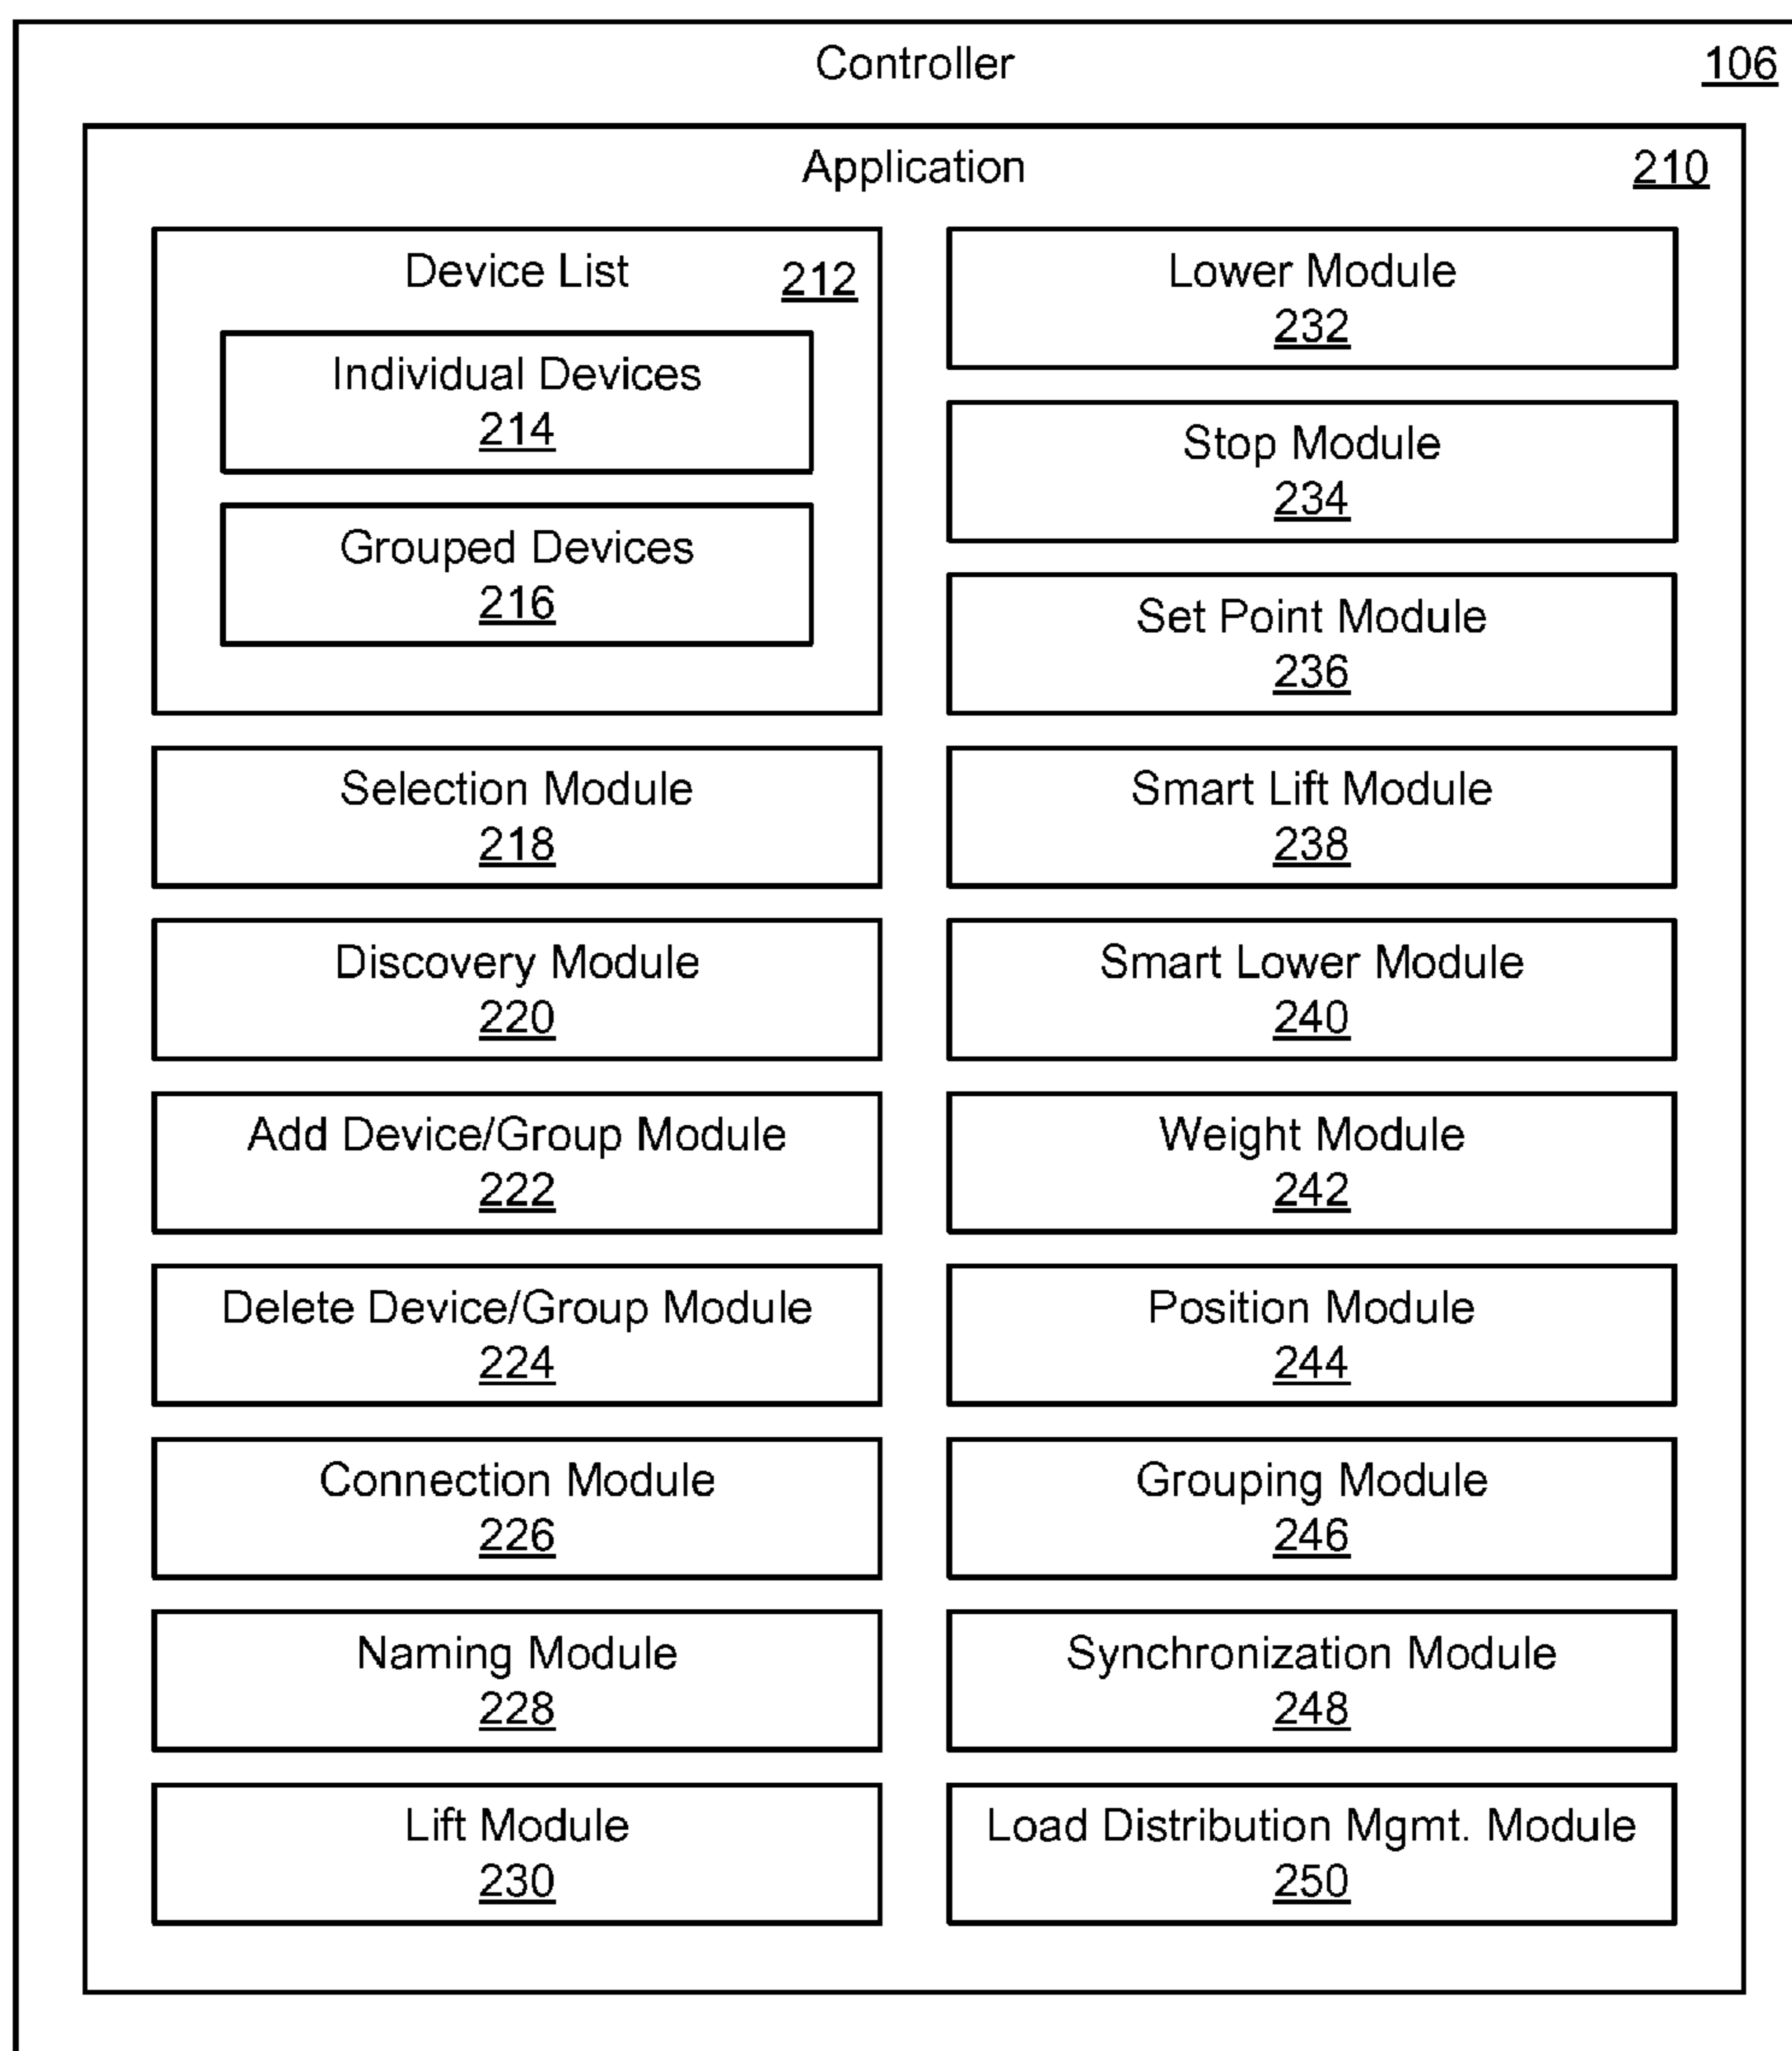 Controller
106
Application
210
Device List
212
Individual Devices
214
Grouped Devices
216
Selection Module
218
Discovery Module
220
Add Device/Group Module
222
Delete Device/Group Module
224
Connection Module
226
Naming Module
228
Lift Module
230
Lower Module
232
Stop Module
234
Set Point Module
236
Smart Lift Module
238
Smart Lower Module
240
Weight Module
242
Position Module
244
Grouping Module
246
Synchronization Module
248
Load Distribution Mgmt. Module
250